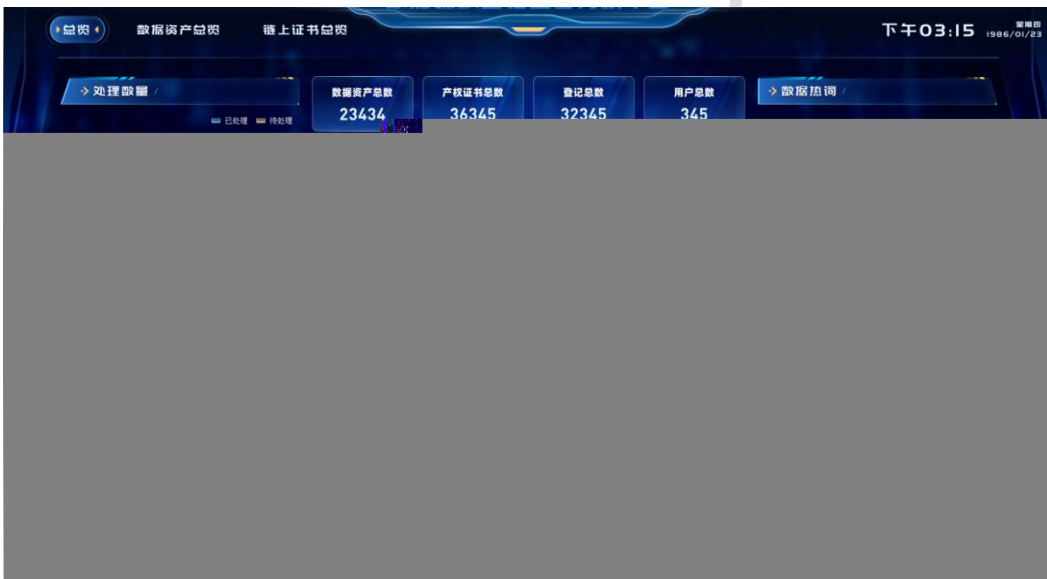 总览 数据资产总览 链上证书总览 下午03:15 星期四
1986/01/23
处理数量 / 数据资产总数 产权证书总数 登记总数 用户总数 数据热词 /
23434 36345 32345 345
已处理 待处理